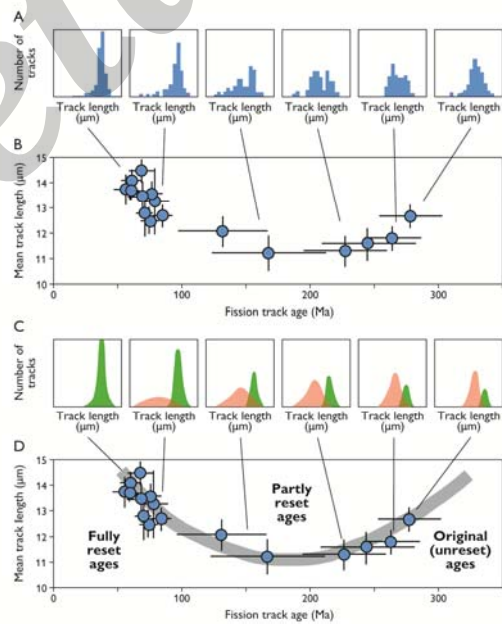 A
Number of
tracks
Track length
(μm)
Track length
(μm)
Track length
(μm)
Track length
(μm)
Track length
(μm)
Track length
(μm)
B
Mean track length (μm)
15
14
13
12
11
10
0
100
200
300
Fission track age (Ma)
C
Number of
tracks
Track length
(μm)
Track length
(μm)
Track length
(μm)
Track length
(μm)
Track length
(μm)
Track length
(μm)
D
Mean track length (μm)
15
14
13
12
11
10
Fully
reset
ages
Partly
reset
ages
Original
(unreset)
ages
0
100
200
300
Fission track age (Ma)